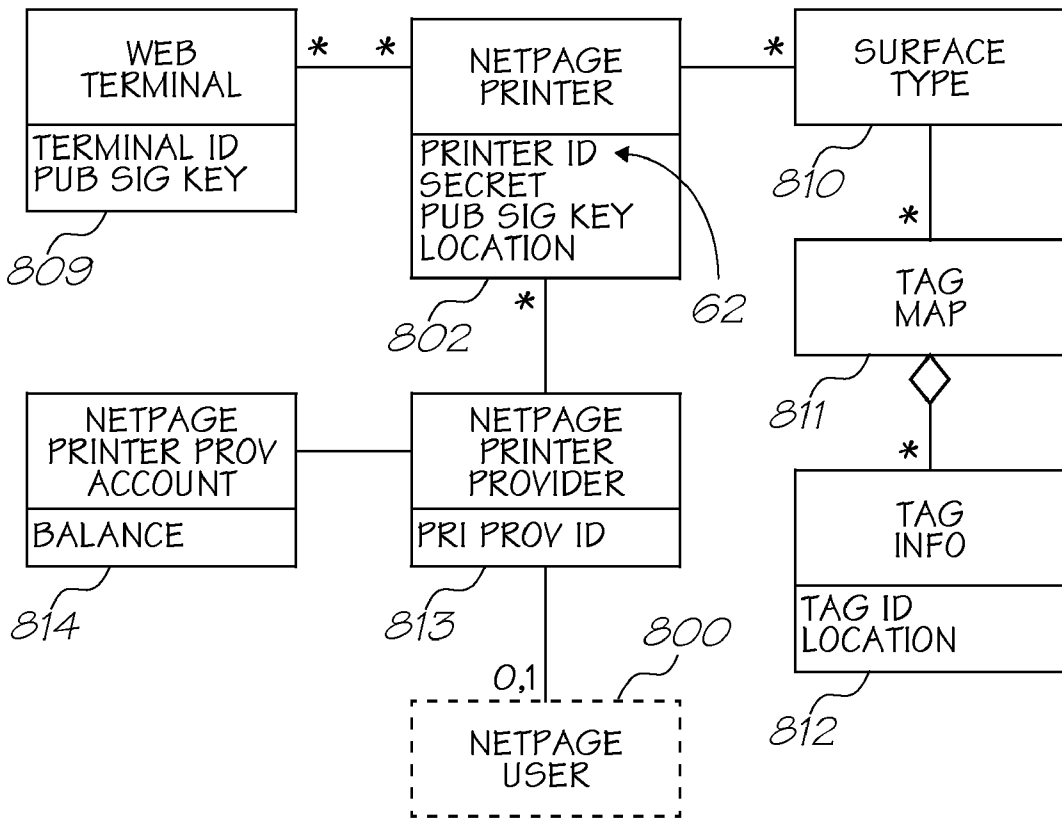 WEB
TERMINAL
TERMINAL ID
PUB SIG KEY
809
*
*
NETPAGE
PRINTER
PRINTER ID
SECRET
PUB SIG KEY
LOCATION
802
62
*
*
SURFACE
TYPE
810
*
TAG
MAP
811
*
NETPAGE
PRINTER PROV
ACCOUNT
BALANCE
814
NETPAGE
PRINTER
PROVIDER
PRI PROV ID
813
TAG
INFO
TAG ID
LOCATION
812
0,1
800
NETPAGE
USER